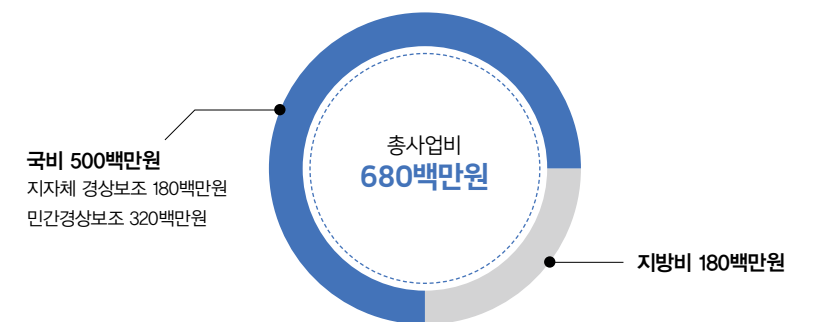 총사업비
680백만원
국비 500백만원
지자체 경상보조 180백만원
민간경상보조 320백만원
지방비 180백만원